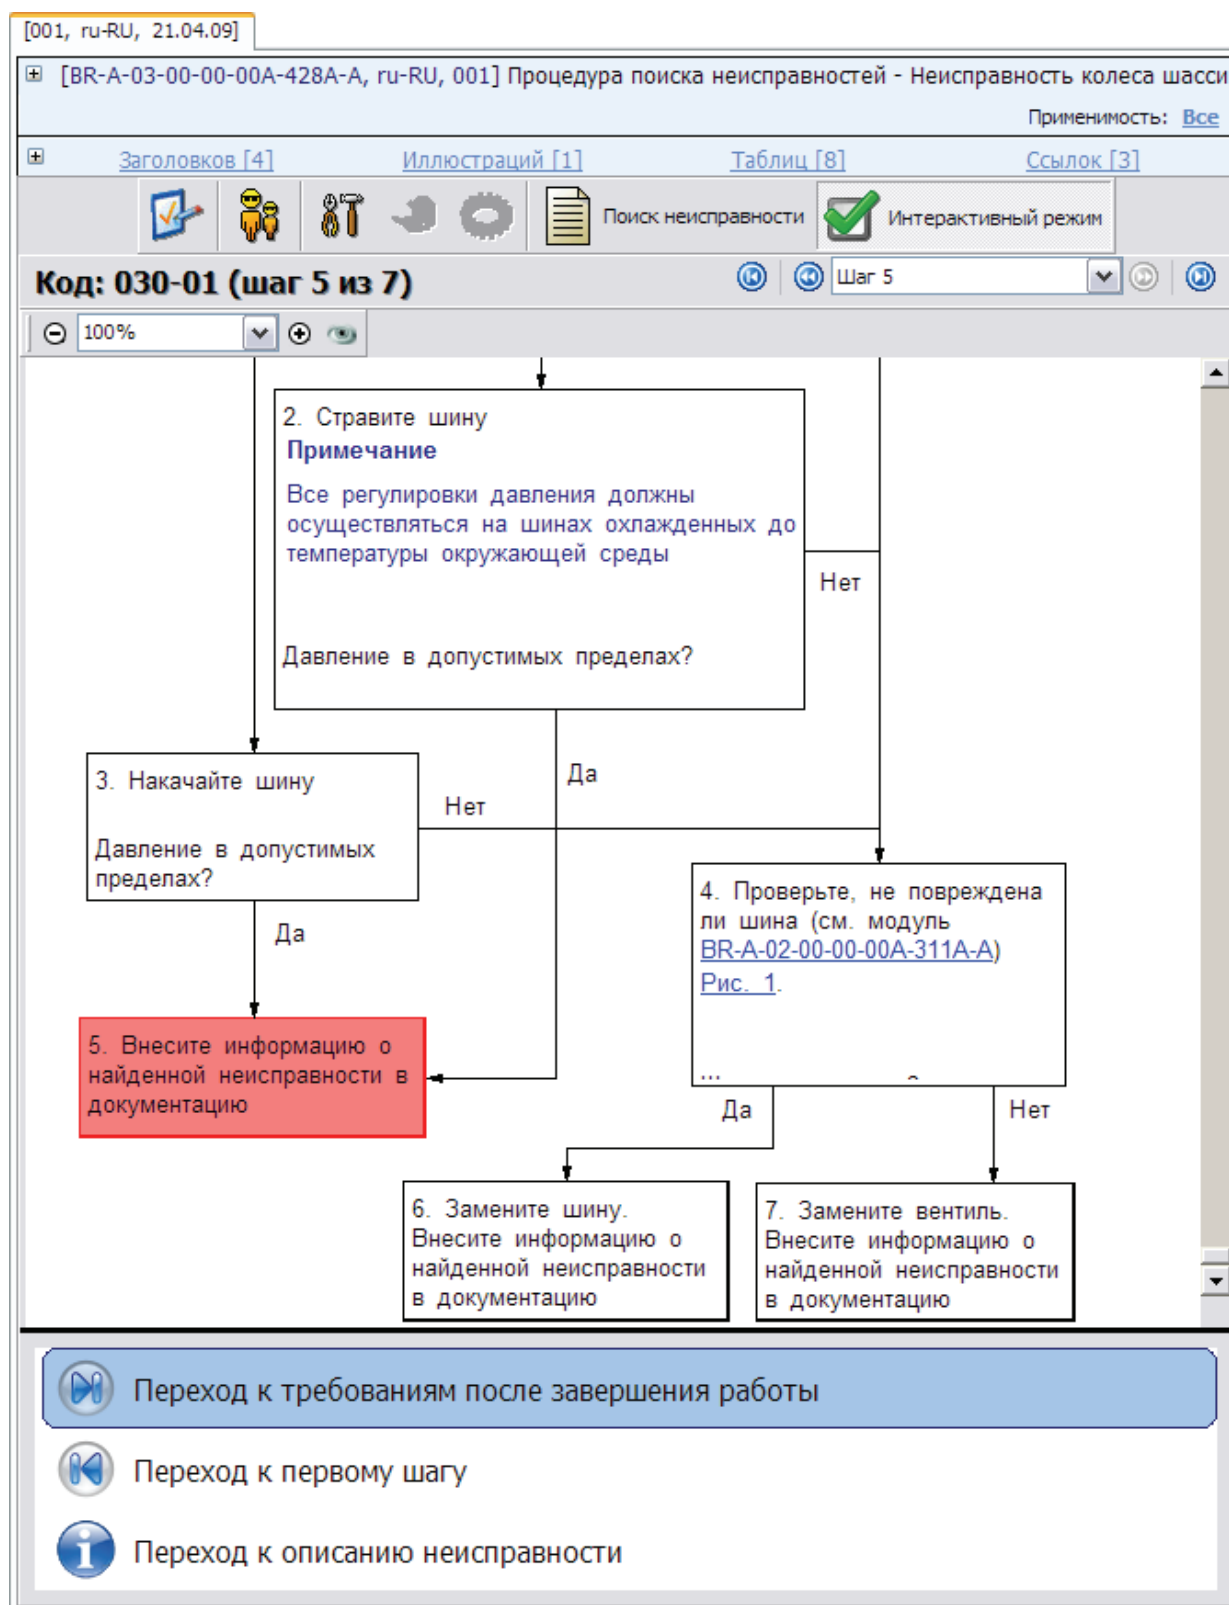 [001, ru-RU, 21.04.09]
[BR-A-03-00-00-00A-428A-A, ru-RU, 001] Процедура поиска неисправностей - Неисправность колеса шасси
Применимость: Все
Заголовков [4] Иллюстраций [1] Таблиц [8] Ссылок [3]
Поиск неисправности Интерактивный режим
Код: 030-01 (шаг 5 из 7) Шаг 5
100%
2. Стравите шину
Примечание
Все регулировки давления должны
осуществляться на шинах охлажденных до
температуры окружающей среды
Нет
Давление в допустимых пределах?
Да
3. Накачайте шину
Нет
Давление в допустимых
пределах?
Да
4. Проверьте, не повреждена
ли шина (см. модуль
BR-A-02-00-00-00A-311A-A)
Рис. 1.
5. Внесите информацию о
найденной неисправности в
документацию
Да
Нет
6. Замените шину.
Внесите информацию о
найденной неисправности
в документацию
7. Замените вентиль.
Внесите информацию о
найденной неисправности
в документацию
Переход к требованиям после завершения работы
Переход к первому шагу
Переход к описанию неисправности